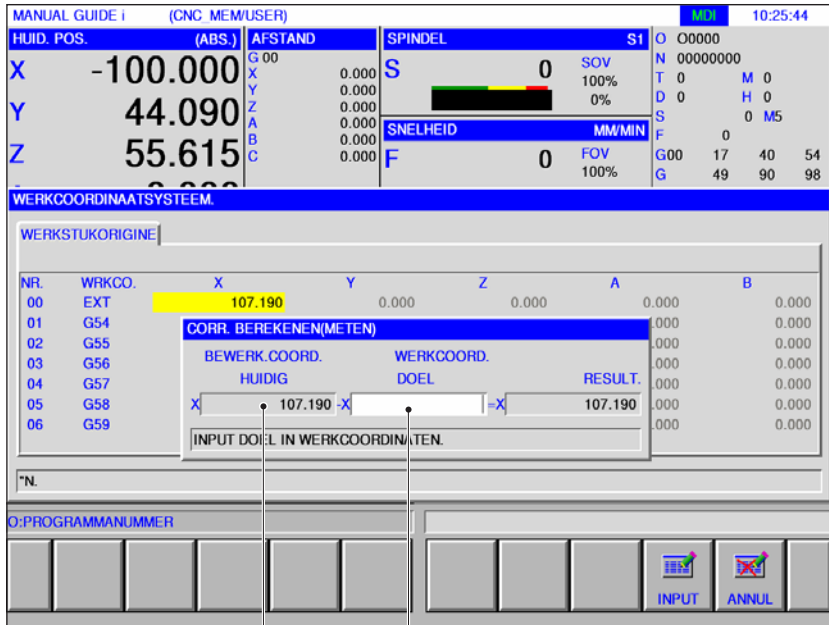 MANUAL GUIDE i (CNC_MEM/USER) MDI 10:25:44
HUID. POS. (ABS.) AFSTAND SPINDEL S1 O O0000
G 00 N 00000000
X -100.000 X 0.000 S 0 SOV 100% T 0 M 0
Y 0.000 0% D 0 H 0
Y 44.090 Z 0.000 S 0 M5
A 0.000 SNELHEID MM/MIN F 0
Z 55.615 B 0.000 F 0 FOV G00 17 40 54
C 0.000 100% G 49 90 98
WERKCOORDINAATSYSTEEM.
WERKSTUKORIGINE
NR. WRKCO. X Y Z A B
00 EXT 107.190 0.000 0.000 0.000 0.000
01 G54 .000 0.000
CORR. BEREKENEN(METEN)
02 G55 .000 0.000
BEWERK.COORD. WERKCOORD.
03 G56 .000 0.000
HUIDIG DOEL RESULT.
04 G57 .000 0.000
05 G58 X 107.190 -X =X 107.190 .000 0.000
06 G59 .000 0.000
INPUT DOEL IN WERKCOORDINATEN.
"N.
O:PROGRAMMANUMMER
INPUT ANNUL